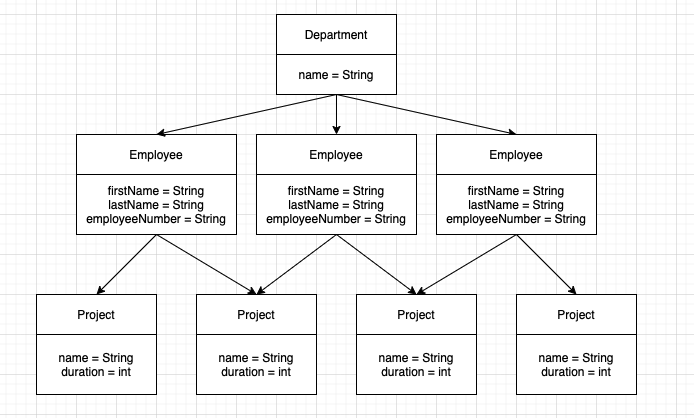 Department
name = String
Employee
firstName = String
lastName = String
employeeNumber = String
Employee
firstName = String
lastName = String
employeeNumber = String
Employee
firstName = String
lastName = String
employeeNumber = String
Project
name = String
duration = int
Project
name = String
duration = int
Project
name = String
duration = int
Project
name = String
duration = int